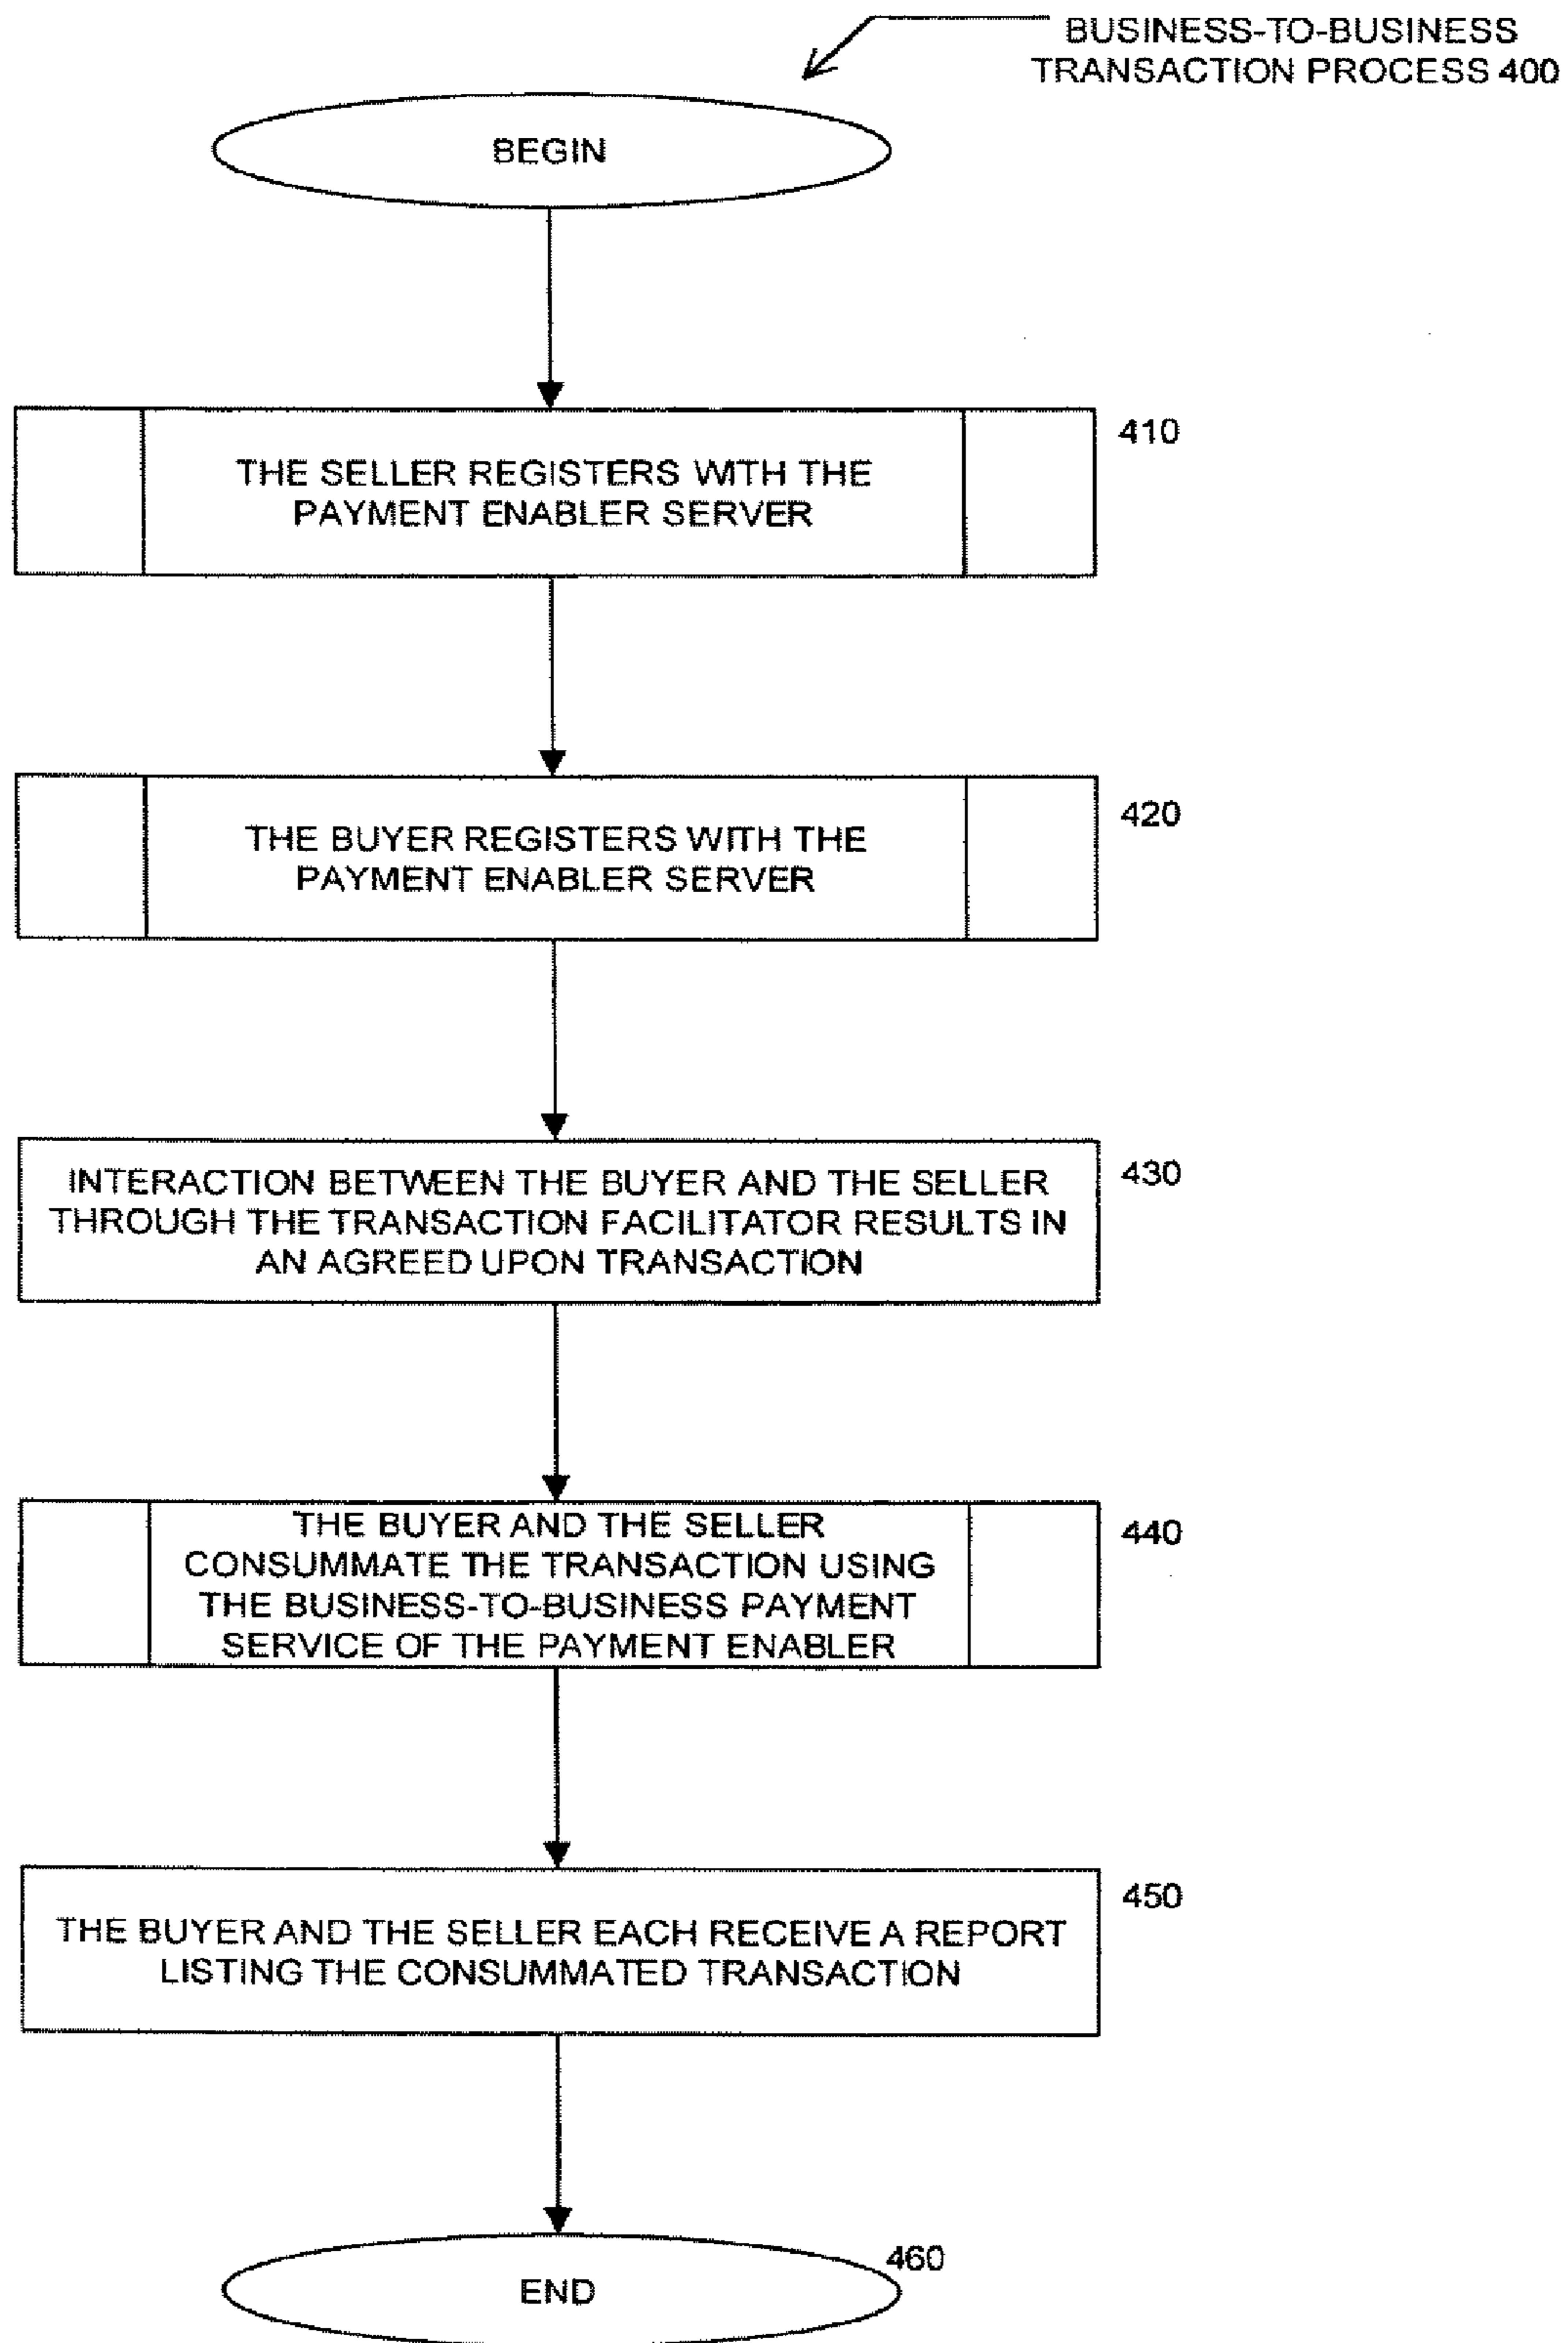 BUSINESS-TO-BUSINESS
TRANSACTION PROCESS 400
BEGIN
410
THE SELLER REGISTERS WITH THE
PAYMENT ENABLER SERVER
420
THE BUYER REGISTERS WITH THE
PAYMENT ENABLER SERVER
430
INTERACTION BETWEEN THE BUYER AND THE SELLER
THROUGH THE TRANSACTION FACILITATOR RESULTS IN
AN AGREED UPON TRANSACTION
440
THE BUYER AND THE SELLER
CONSUMMATE THE TRANSACTION USING
THE BUSINESS-TO-BUSINESS PAYMENT
SERVICE OF THE PAYMENT ENABLER
450
THE BUYER AND THE SELLER EACH RECEIVE A REPORT
LISTING THE CONSUMMATED TRANSACTION
460
END